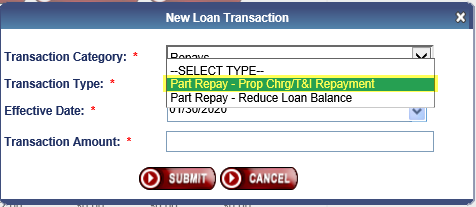 New Loan Transaction
Transaction Category: * Repays
--SELECT TYPE--
Transaction Type: * Part Repay - Prop Chrg/T&I Repayment
Part Repay - Reduce Loan Balance
Effective Date: * 01/30/2020
Transaction Amount: *
SUBMIT CANCEL